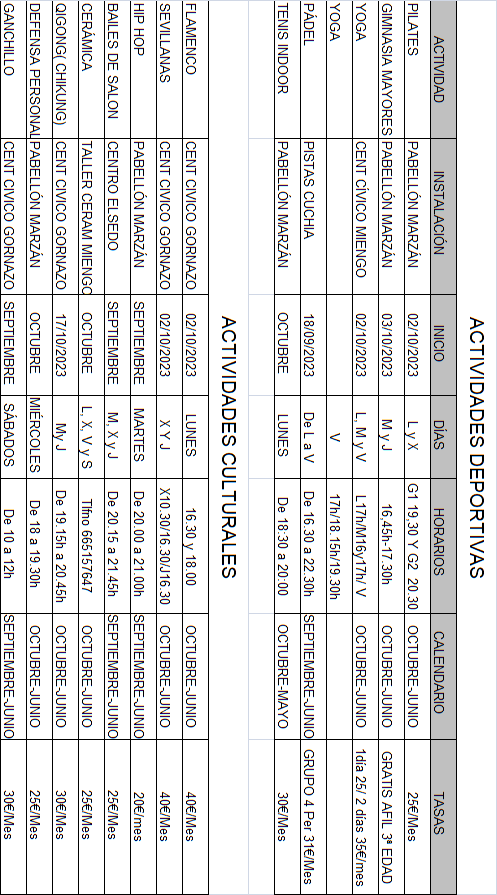 ACTIVIDADES DEPORTIVAS
ACTIVIDAD INSTALACIÓN INICIO DÍAS HORARIOS CALENDARIO TASAS
PILATES PABELLÓN MARZÁN 02/10/2023 L y X G1 19,30 Y G2 20.30 OCTUBRE-JUNIO 25€/Mes
GIMNASIA MAYORES PABELLÓN MARZÁN 03/10/2023 M y J 16.45h-17.30h OCTUBRE-JUNIO GRATIS AFIL 3ª EDAD
YOGA CENT CÍVICO MIENGO 02/10/2023 L, M y V L17h/M16y17h/ V OCTUBRE-JUNIO 1día 25/ 2 días 35€/mes
YOGA V 17h/18.15h/19.30h
PÁDEL PISTAS CUCHIA 18/09/2023 De L a V De 16.30 a 22.30h SEPTIEMBRE-JUNIO GRUPO 4 Per 31€/Mes
TENIS INDOOR PABELLÓN MARZÁN OCTUBRE LUNES De 18:30 a 20:00 OCTUBRE-MAYO 30€/Mes
ACTIVIDADES CULTURALES
FLAMENCO CENT CIVICO GORNAZO 02/10/2023 LUNES 16.30 y 18.00 OCTUBRE-JUNIO 40€/Mes
SEVILLANAS CENT CIVICO GORNAZO 02/10/2023 X Y J X10.30/16.30/J16.30 OCTUBRE-JUNIO 40€/Mes
HIP HOP PABELLÓN MARZÁN SEPTIEMBRE MARTES De 20.00 a 21.00h SEPTIEMBRE-JUNIO 20€/mes
BAILES DE SALON CENTRO ELSEDO SEPTIEMBRE M, X y J De 20.15 a 21.45h SEPTIEMBRE-JUNIO 25€/Mes
CERÁMICA TALLER CERAM MIENGO OCTUBRE L, X, V y S Tlfno 665157647 OCTUBRE-JUNIO 25€/Mes
QIGONG( CHIKUNG) CENT CIVICO GORNAZO 17/10/2023 My J De 19.15h a 20.45h OCTUBRE-JUNIO 30€/Mes
DEFENSA PERSONAL PABELLÓN MARZÁN OCTUBRE MIÉRCOLES De 18 a 19.30h OCTUBRE-JUNIO 25€/Mes
GANCHILLO CENT CIVICO GORNAZO SEPTIEMBRE SÁBADOS De 10 a 12h SEPTIEMBRE-JUNIO 30€/Mes